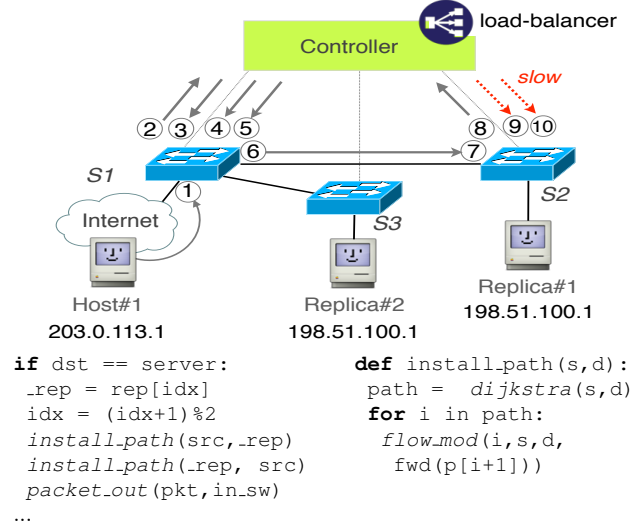 load-balancer
Controller
slow
2 3 4 5 8 9 10
6 7
S1 1 S2
S3
Internet
Host#1 Replica#2 Replica#1
203.0.113.1 198.51.100.1 198.51.100.1
if dst == server:
_rep = rep[idx]
idx = (idx+1)%2
install_path(src,_rep)
install_path(_rep, src)
packet_out(pkt,in_sw)
...
def install_path(s,d):
path = dijkstra(s,d)
for i in path:
flow_mod(i,s,d,
fwd(p[i+1]))